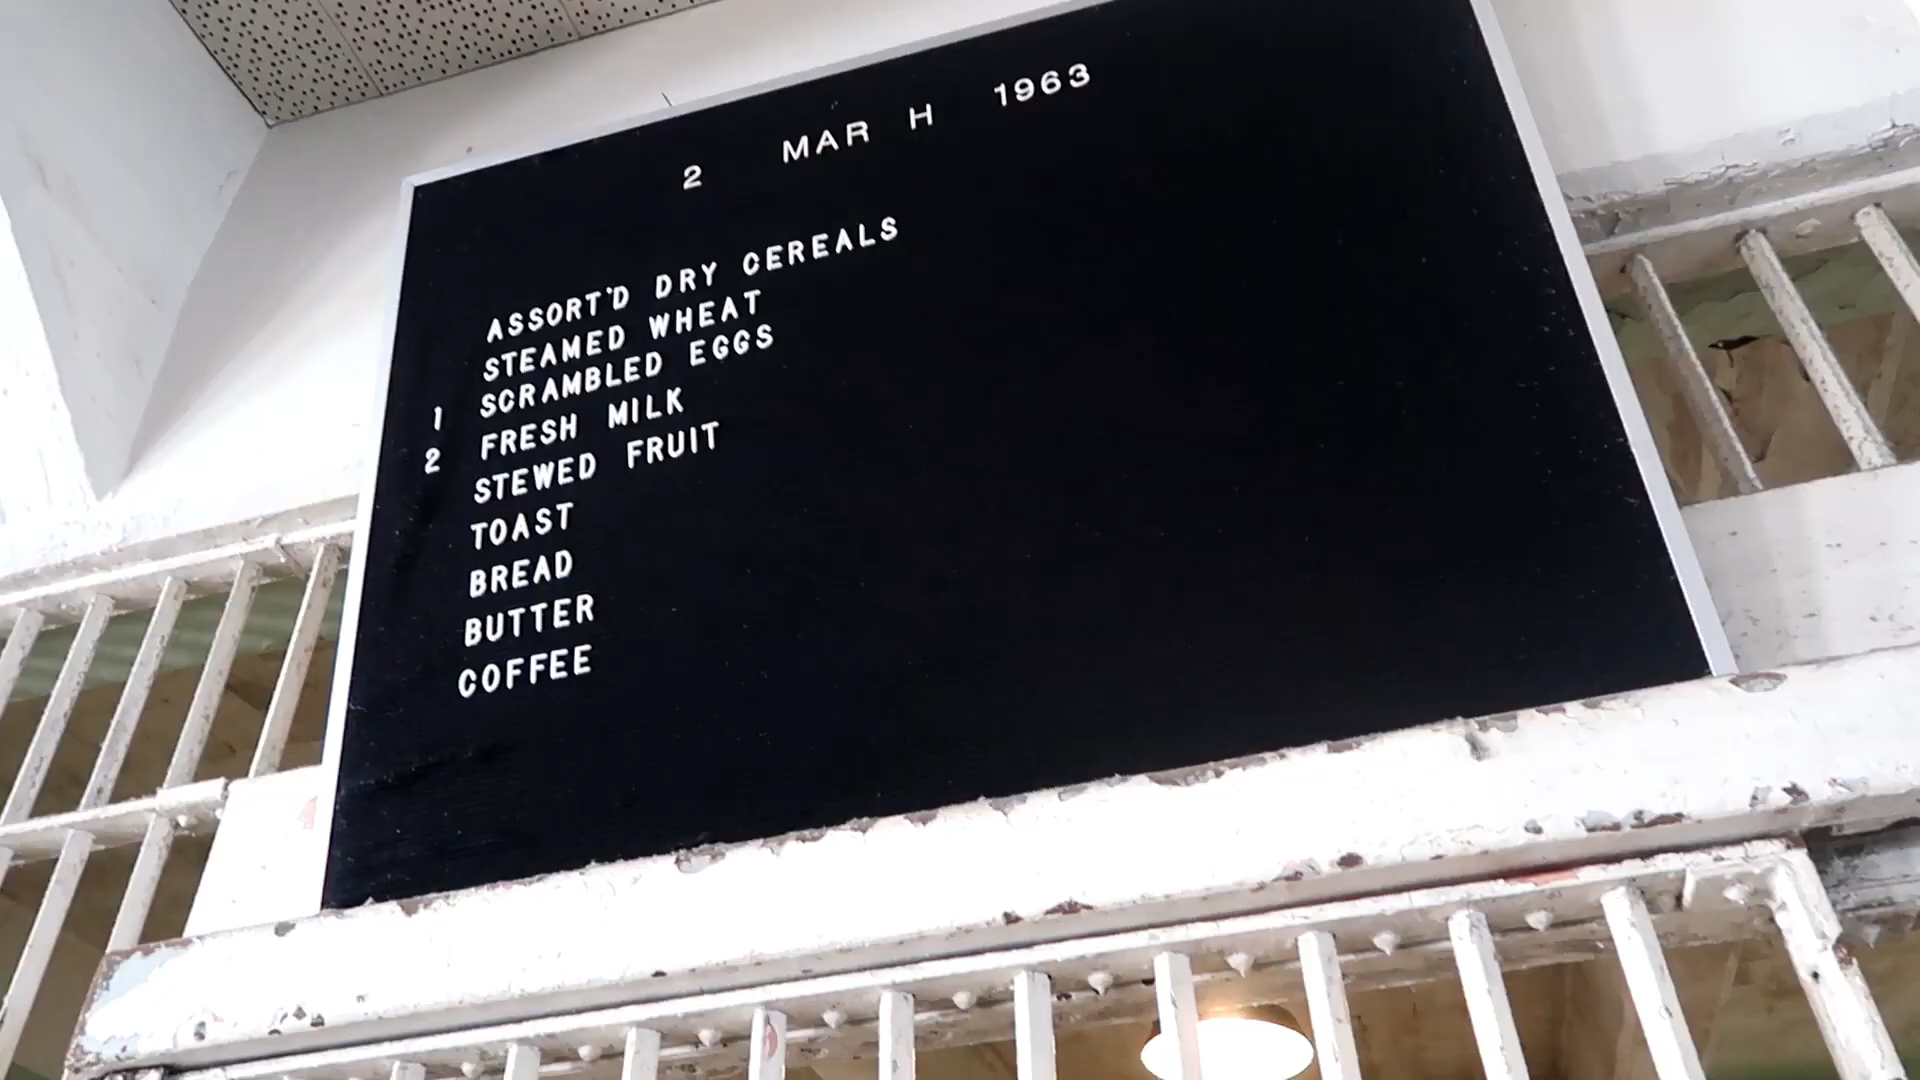 2 MAR H 1963
ASSORT'D DRY CEREALS
STEAMED WHEAT
1 SCRAMBLED EGGS
2 FRESH MILK
STEWED FRUIT
TOAST
BREAD
BUTTER
COFFEE